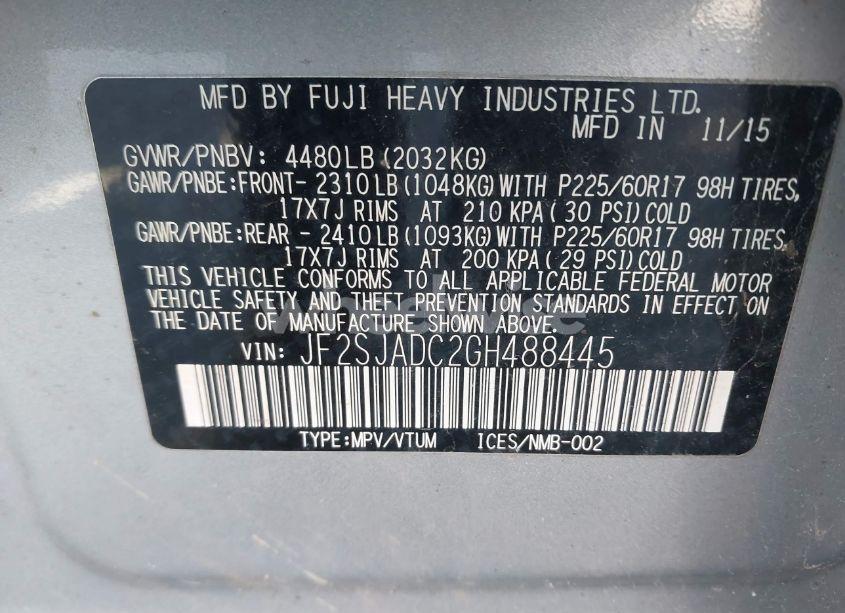 MFD BY FUJI HEAVY INDUSTRIES LTD.
MFD IN 11/15
GVWR/PNBV: 4480LB (2032KG)
GAWR/PNBE:FRONT- 2310LB (1048KG) WITH P225/60R17 98H TIRES,
17X7J RIMS AT 210 KPA( 30 PSI) COLD
GAWR/PNBE:REAR - 2410LB (1093KG) WITH P225/60R17 98H TIRES,
17X7J RIMS AT 200 KPA( 29 PSI) COLD
THIS VEHICLE CONFORMS TO ALL APPLICABLE FEDERAL MOTOR
VEHICLE SAFETY AND THEFT PREVENTION STANDARDS IN EFFECT ON
THE DATE OF MANUFACTURE SHOWN ABOVE.
VIN: JF2SJADC2GH488445
TYPE:MPV/VTUM ICES/NMB-002